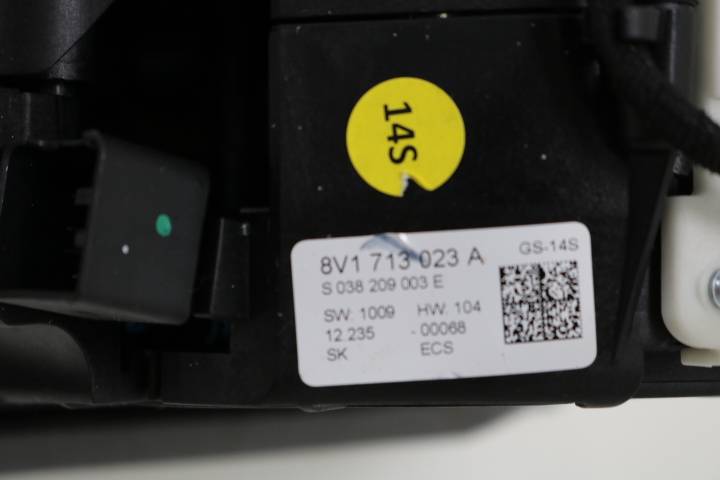 14S
8V1 713 023 A
GS-14S
S 038 209 003 E
SW: 1009 HW: 104
12.235 - 00068
SK ECS